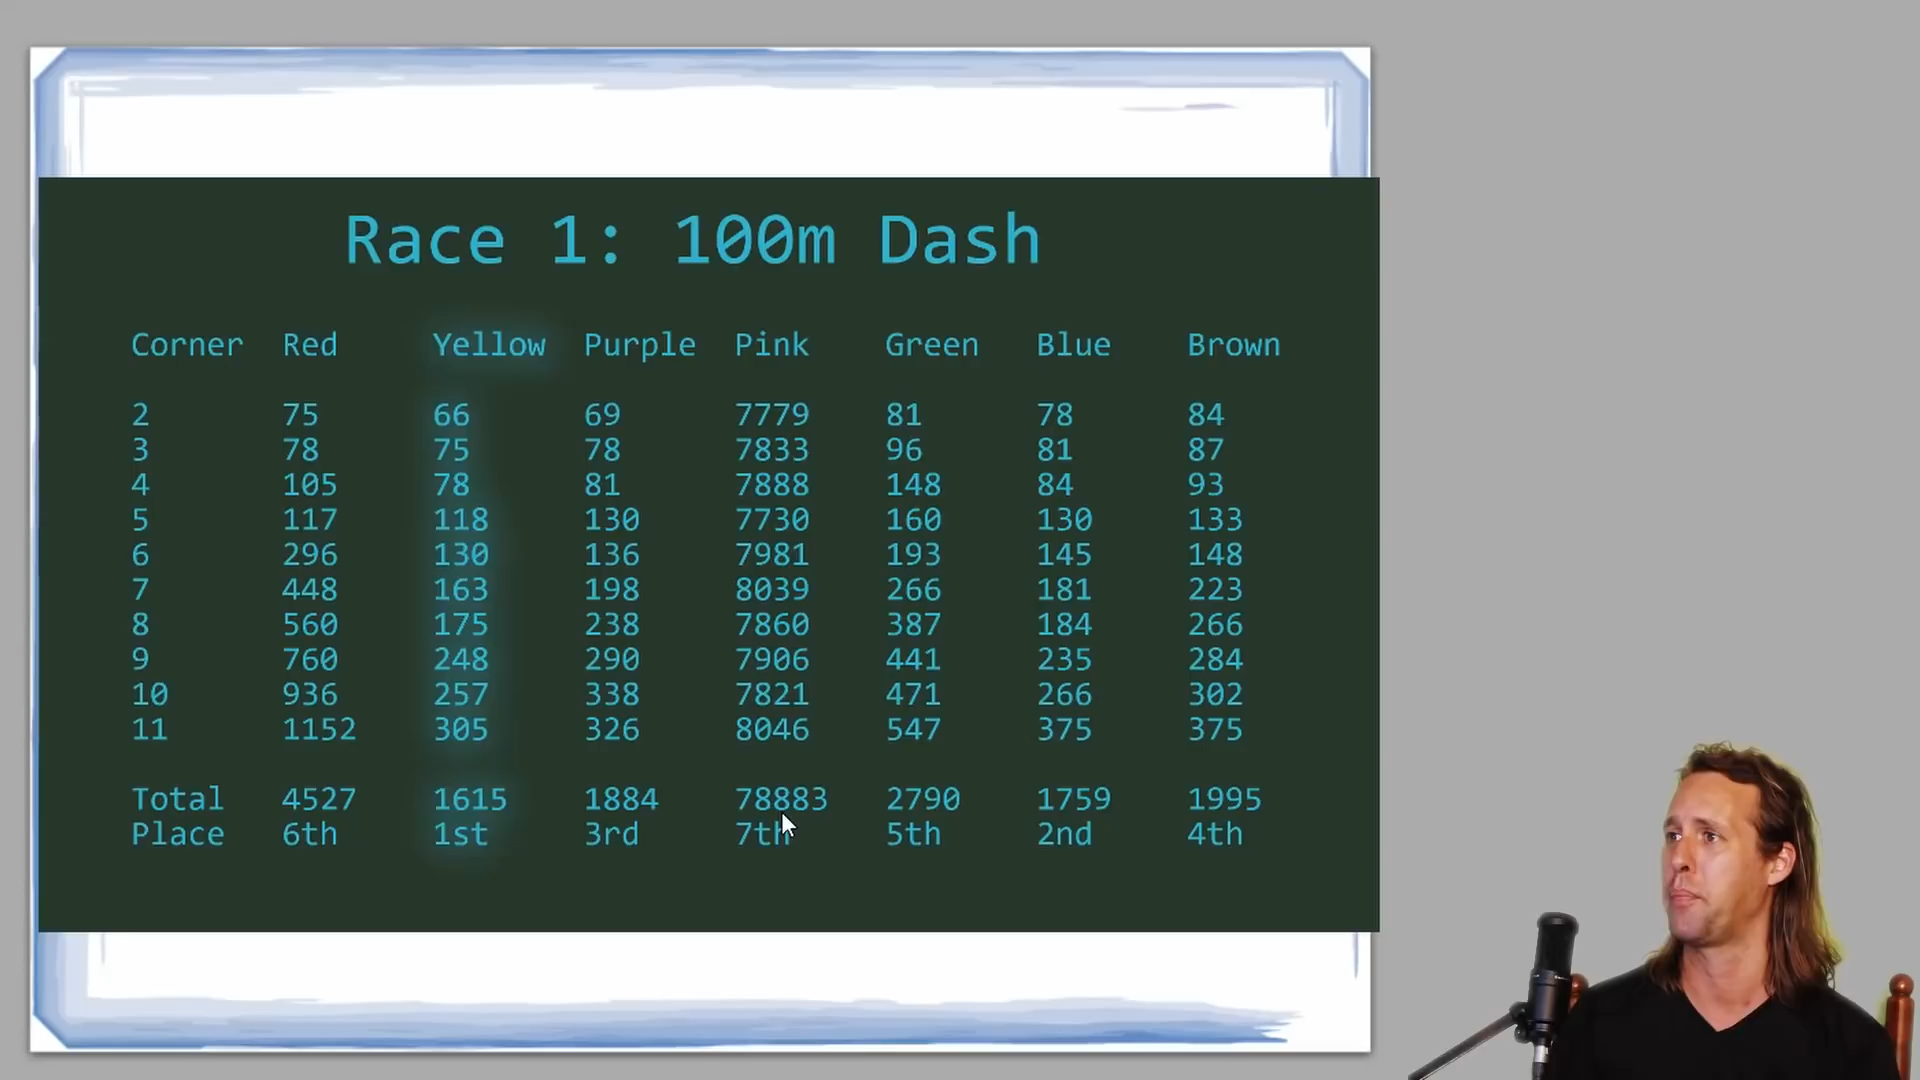 Race 1: 100m Dash
Corner Red Yellow Purple Pink Green Blue Brown
2 75 66 69 7779 81 78 84
3 78 75 78 7833 96 81 87
4 105 78 81 7888 148 84 93
5 117 118 130 7730 160 130 133
6 296 130 136 7981 193 145 148
7 448 163 198 8039 266 181 223
8 560 175 238 7860 387 184 266
9 760 248 290 7906 441 235 284
10 936 257 338 7821 471 266 302
11 1152 305 326 8046 547 375 375
Total 4527 1615 1884 78883 2790 1759 1995
Place 6th 1st 3rd 7th 5th 2nd 4th